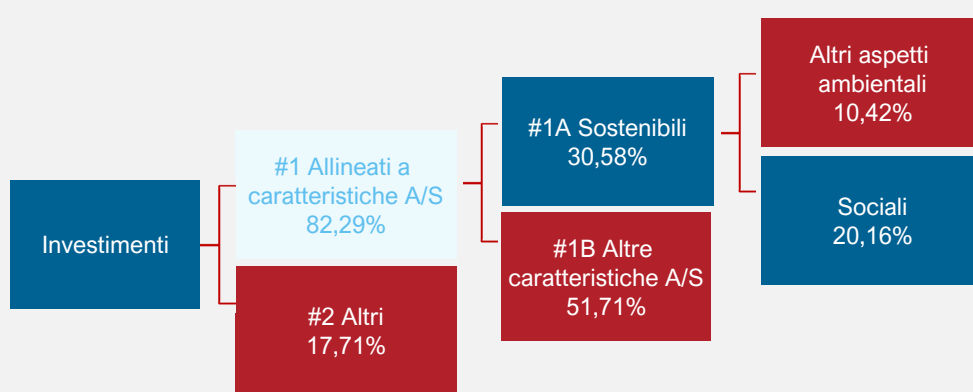 Investimenti
#1 Allineati a
caratteristiche A/S
82,29%
#2 Altri
17,71%
#1A Sostenibili
30,58%
#1B Altre
caratteristiche A/S
51,71%
Altri aspetti
ambientali
10,42%
Sociali
20,16%